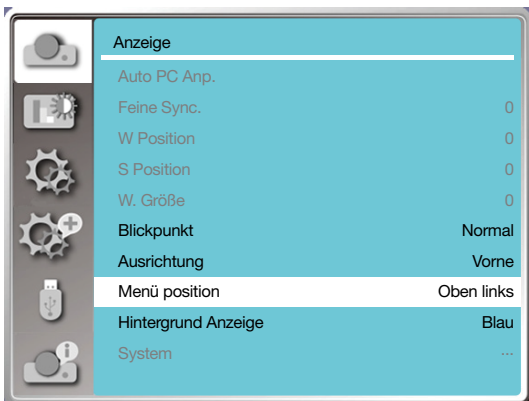 Anzeige
Auto PC Anp.
Feine Sync. 0
W Position 0
S Position 0
W. Größe 0
Blickpunkt Normal
Ausrichtung Vorne
Menü position Oben links
Hintergrund Anzeige Blau
System ...